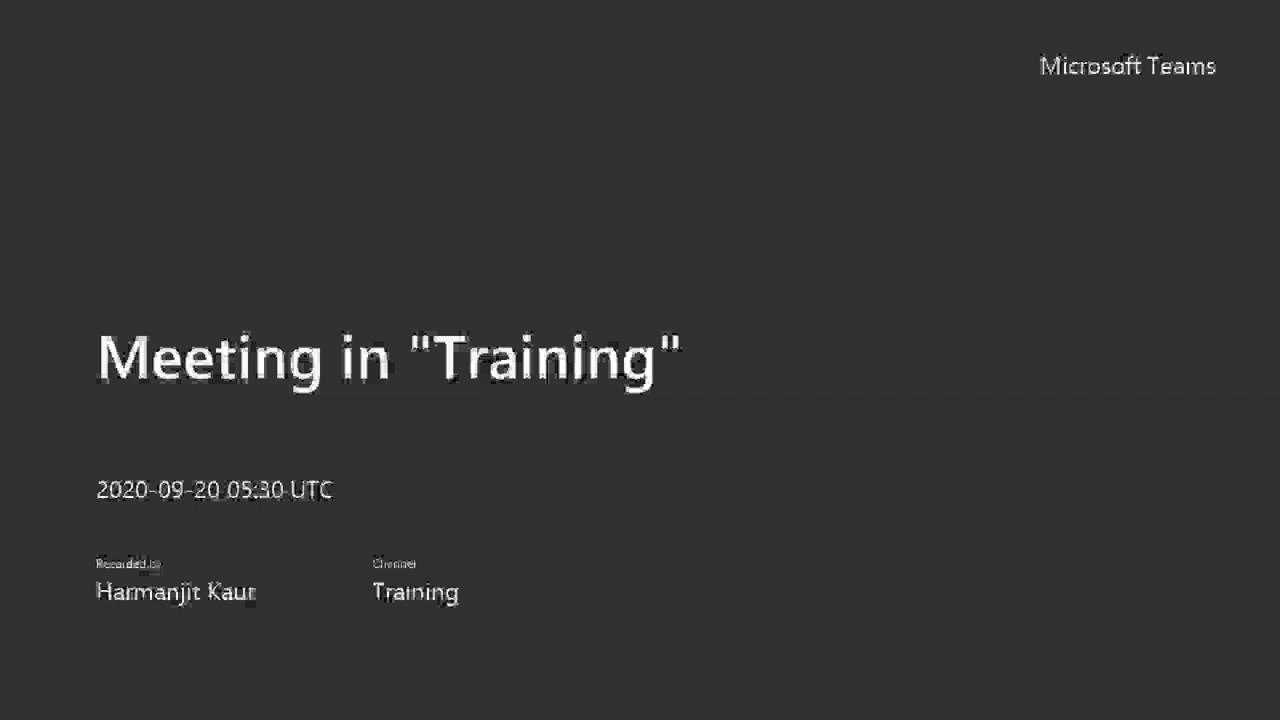 Microsoft Teams
Meeting in "Training"
2020-09-20 05:30 UTC
Recorded by Channel
Harmanjit Kaur Training